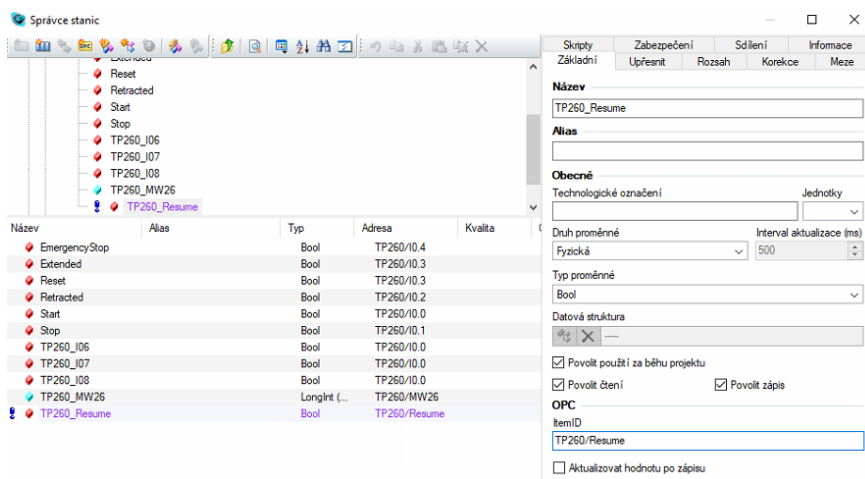 Správce stanic
Extended
Reset
Retracted
Start
Stop
TP260_I06
TP260_I07
TP260_I08
TP260_MW26
TP260_Resume
Název Alias Typ Adresa Kvalita
EmergencyStop Bool TP260/I0.4
Extended Bool TP260/I0.3
Reset Bool TP260/I0.3
Retracted Bool TP260/I0.2
Start Bool TP260/I0.0
Stop Bool TP260/I0.1
TP260_I06 Bool TP260/I0.0
TP260_I07 Bool TP260/I0.0
TP260_I08 Bool TP260/I0.0
TP260_MW26 LongInt (... TP260/MW26
TP260_Resume Bool TP260/Resume
Skripty Zabezpečení Sdílení Informace
Základní Upřesnit Rozsah Korekce Meze
Název
TP260_Resume
Alias
Obecné
Technologické označení Jednotky
Druh proměnné Interval aktualizace (ms)
Fyzická 500
Typ proměnné
Bool
Datová struktura
-----
Povolit použití za běhu projektu
Povolit čtení Povolit zápis
OPC
ItemID
TP260/Resume
Aktualizovat hodnotu po zápisu